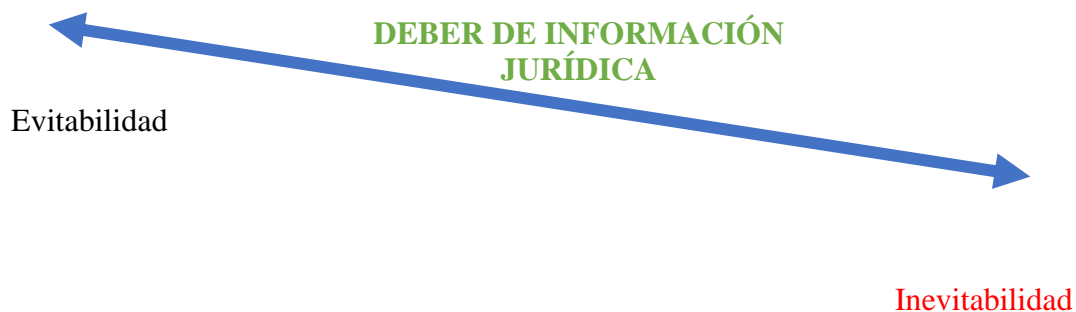 DEBER DE INFORMACIÓN
JURÍDICA
Evitabilidad
Inevitabilidad